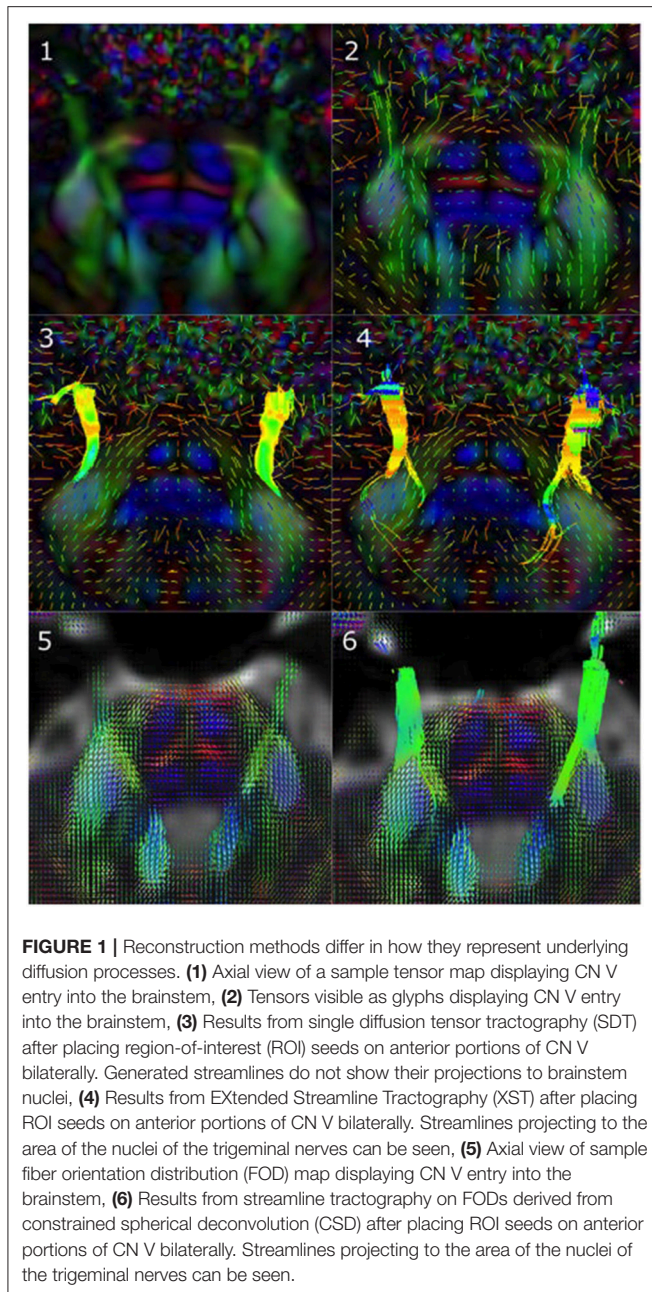 1
2
3
4
5
6
FIGURE 1 | Reconstruction methods differ in how they represent underlying
diffusion processes. (1) Axial view of a sample tensor map displaying CN V
entry into the brainstem, (2) Tensors visible as glyphs displaying CN V entry
into the brainstem, (3) Results from single diffusion tensor tractography (SDT)
after placing region-of-interest (ROI) seeds on anterior portions of CN V
bilaterally. Generated streamlines do not show their projections to brainstem
nuclei, (4) Results from EXtended Streamline Tractography (XST) after placing
ROI seeds on anterior portions of CN V bilaterally. Streamlines projecting to the
area of the nuclei of the trigeminal nerves can be seen, (5) Axial view of sample
fiber orientation distribution (FOD) map displaying CN V entry into the
brainstem, (6) Results from streamline tractography on FODs derived from
constrained spherical deconvolution (CSD) after placing ROI seeds on anterior
portions of CN V bilaterally. Streamlines projecting to the area of the nuclei of
the trigeminal nerves can be seen.